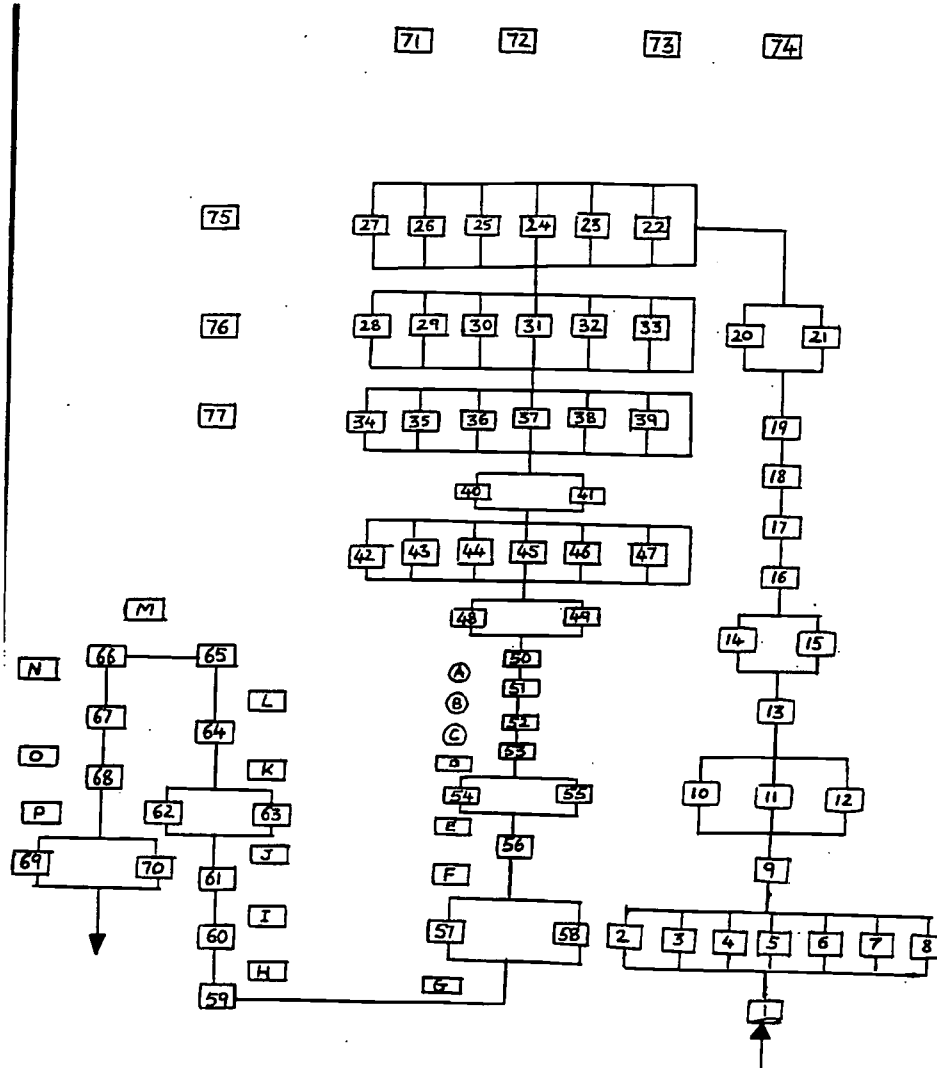 71 72 73 74
75 27 26 25 24 23 22
76 28 29 30 31 32 33 20 21
77 34 35 36 37 38 39 19
40 41 18
42 43 44 45 46 47 17
16
M 48 49 14 15
N 66 65 A 50
L B 51 13
67 64 C 52
O 53
68 K D 10 11 12
P 62 63 54 55
69 70 J E 56 9
61 F
I 57 58 2 3 4 5 6 7 8
60
H G
59 1